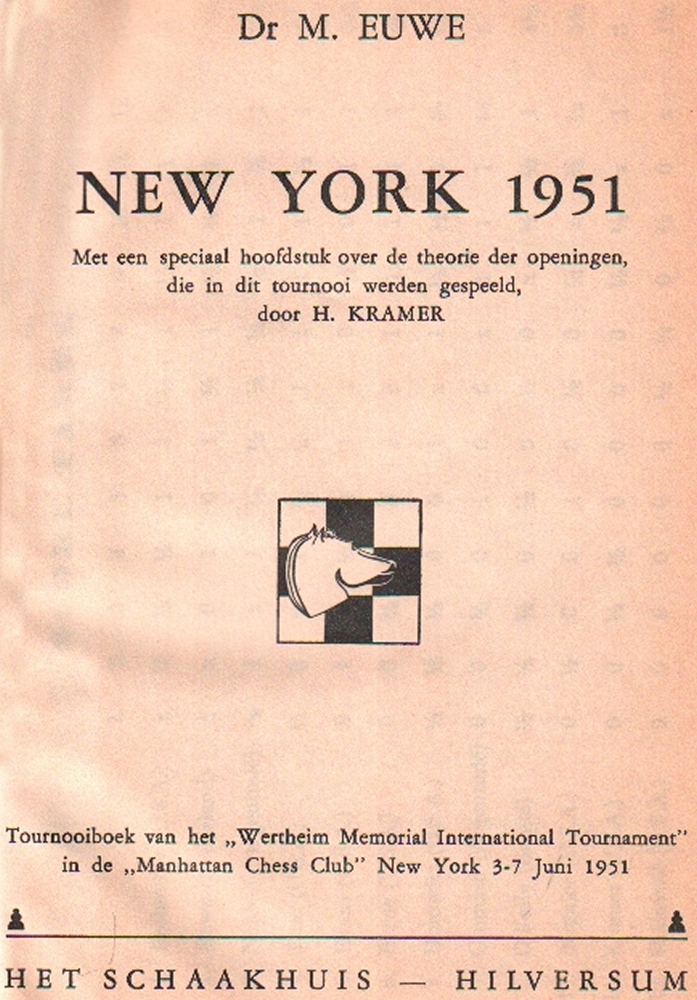 Dr M. EUWE
NEW YORK 1951
Met een speciaal hoofdstuk over de theorie der openingen,
die in dit tournooi werden gespeeld,
door H. KRAMER
Tournooiboek van het „Wertheim Memorial International Tournament”
in de „Manhattan Chess Club” New York 3-7 Juni 1951
HET SCHAAKHUIS — HILVERSUM